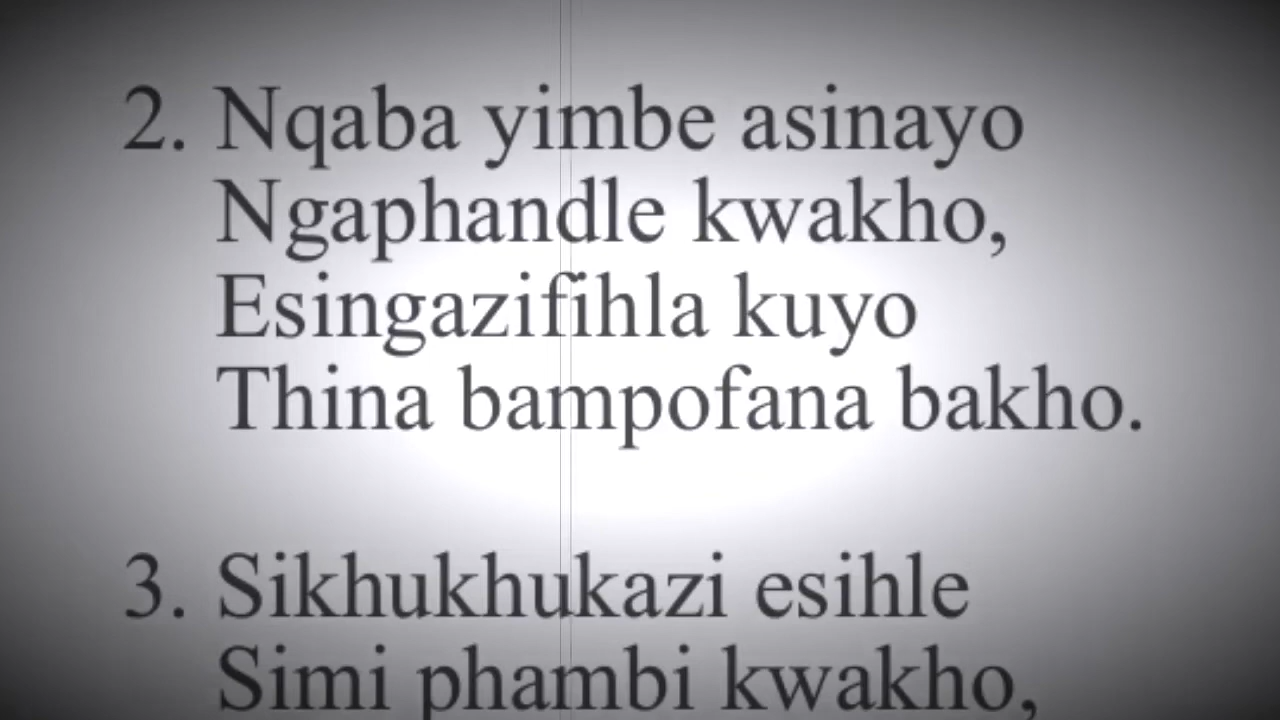 2. Nqaba yimbe asinayo
Ngaphandle kwakho,
Esingazifihla kuyo
Thina bampofana bakho.
3. Sikhukhukazi esihle
Simi phambi kwakho,